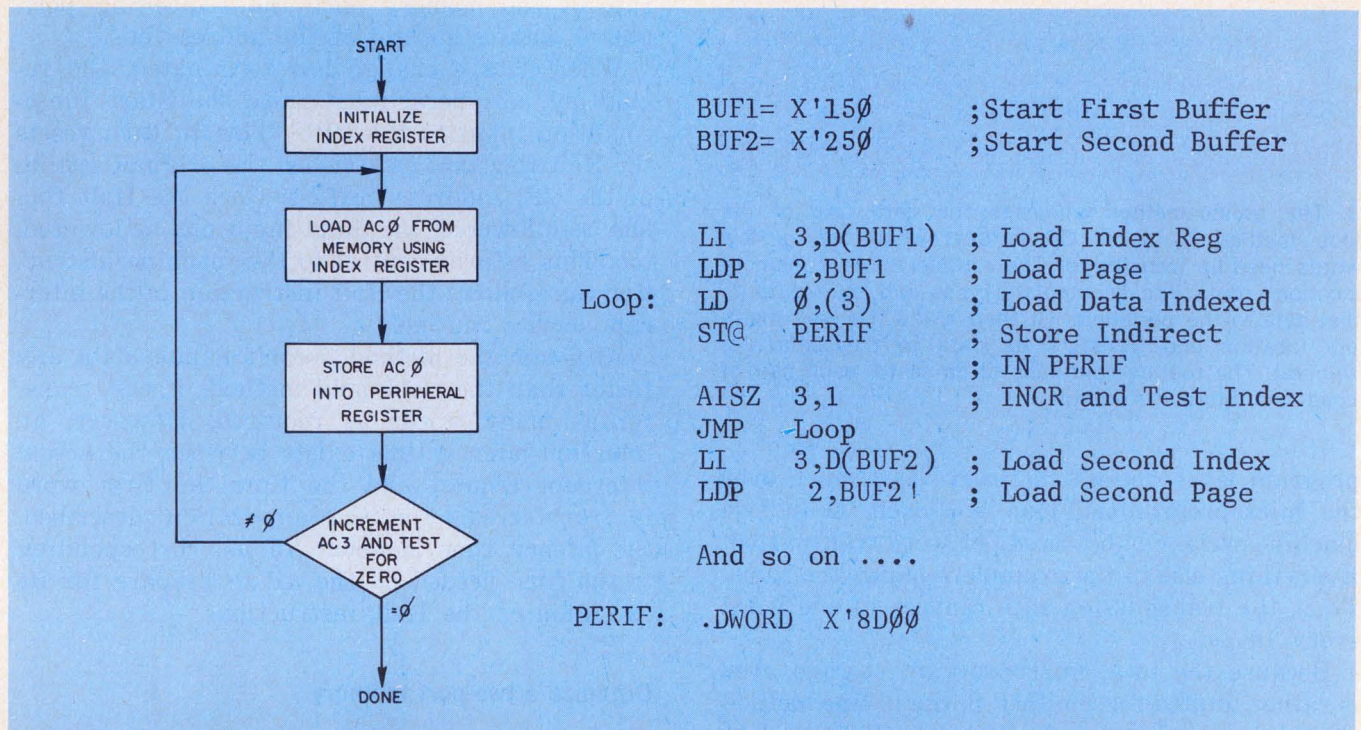 START
INITIALIZE
INDEX REGISTER
LOAD ACØ FROM
MEMORY USING
INDEX REGISTER
STORE ACØ
INTO PERIPHERAL
REGISTER
INCREMENT
AC3 AND TEST
FOR
ZERO
≠ Ø
=Ø
DONE
BUF1= X'15Ø ;Start First Buffer
BUF2= X'25Ø ;Start Second Buffer
LI 3,D(BUF1) ; Load Index Reg
LDP 2,BUF1 ; Load Page
Loop: LD Ø,(3) ; Load Data Indexed
ST@ PERIF ; Store Indirect
; IN PERIF
AISZ 3,1 ; INCR and Test Index
JMP Loop
LI 3,D(BUF2) ; Load Second Index
LDP 2,BUF2 ; Load Second Page
And so on ....
PERIF: .DWORD X'8DØØ